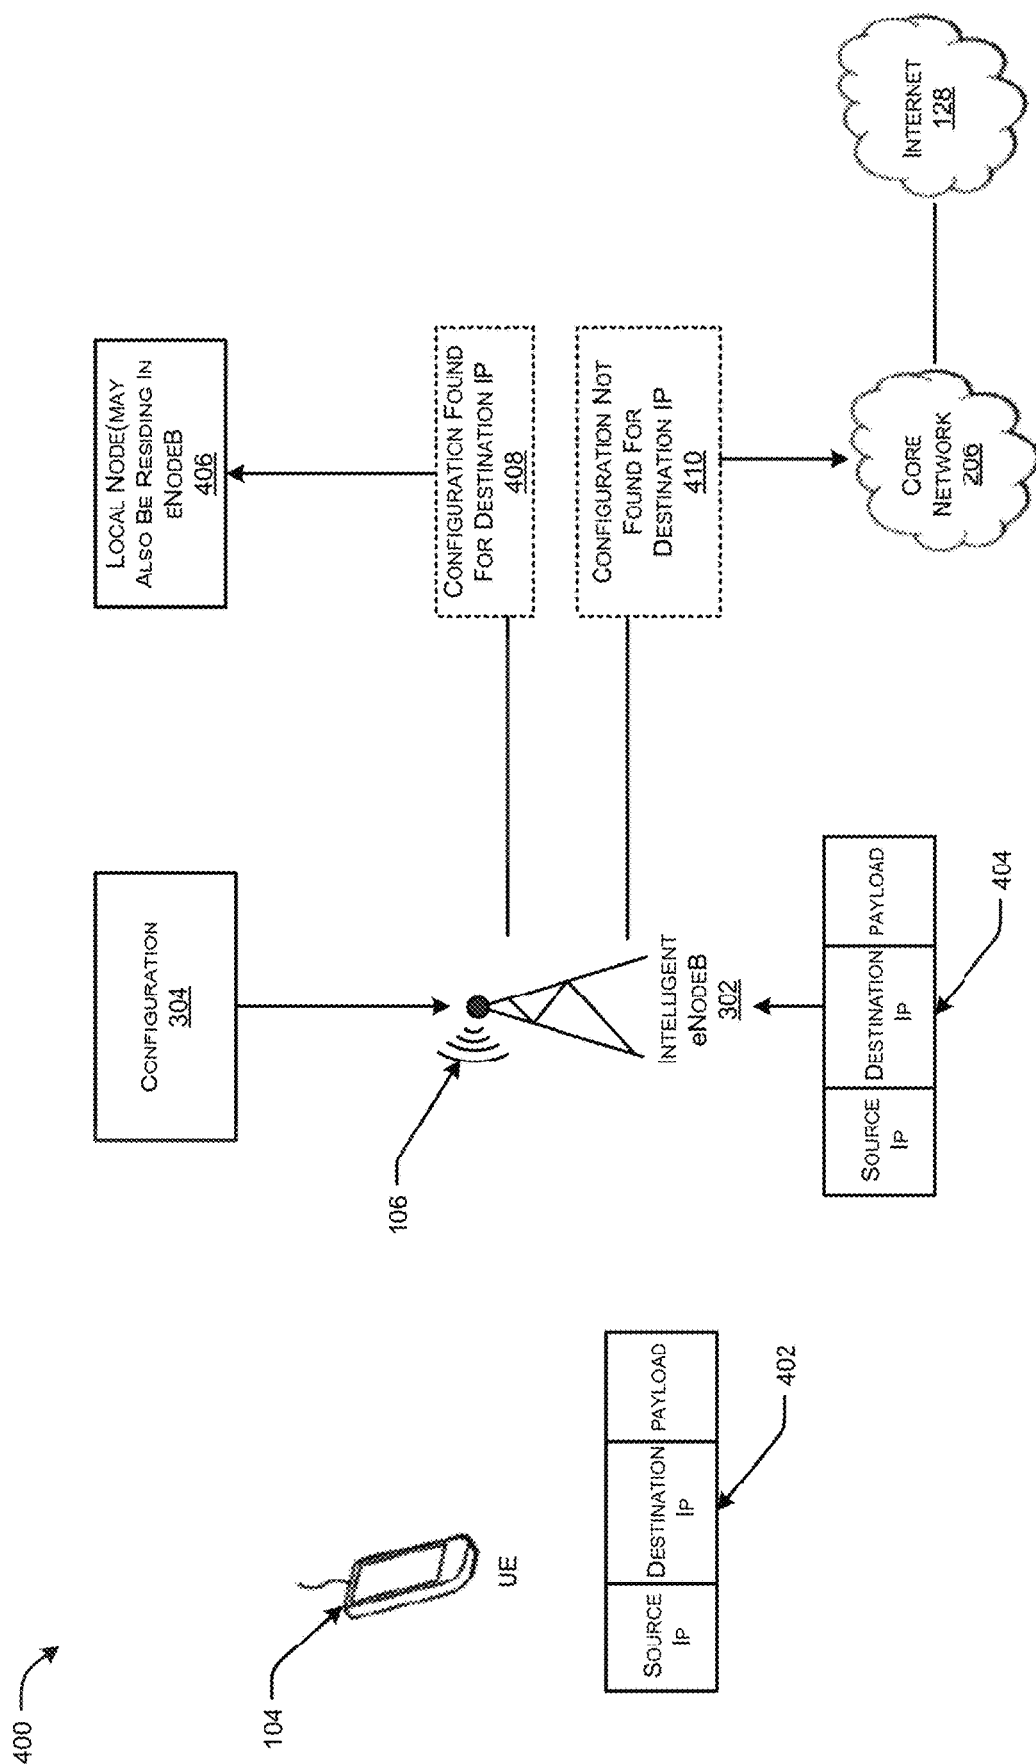 400
104
UE
SOURCE
IP
DESTINATION
IP
PAYLOAD
402
CONFIGURATION
304
106
INTELLIGENT
eNODEB
302
SOURCE
IP
DESTINATION
IP
PAYLOAD
404
LOCAL NODE(MAY
ALSO BE RESIDING IN
ENODEB
406
CONFIGURATION FOUND
FOR DESTINATION IP
408
CONFIGURATION NOT
FOUND FOR
DESTINATION IP
410
CORE
NETWORK
206
INTERNET
128